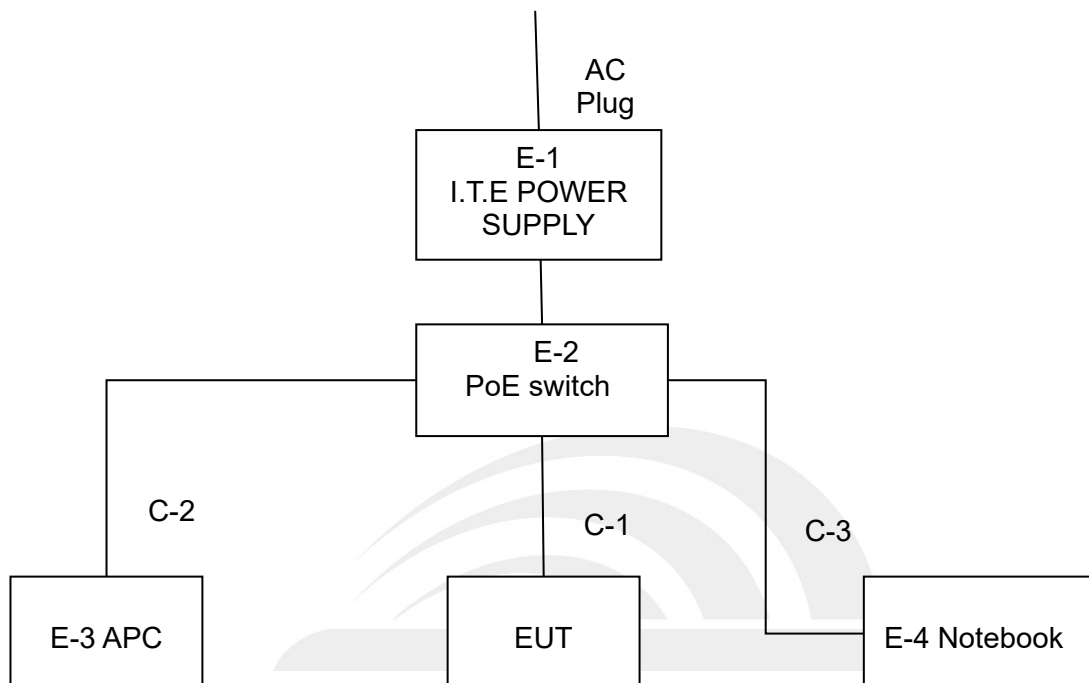 AC
Plug
E-1
I.T.E POWER
SUPPLY
E-2
PoE switch
C-2
C-1
C-3
E-3 APC
EUT
E-4 Notebook